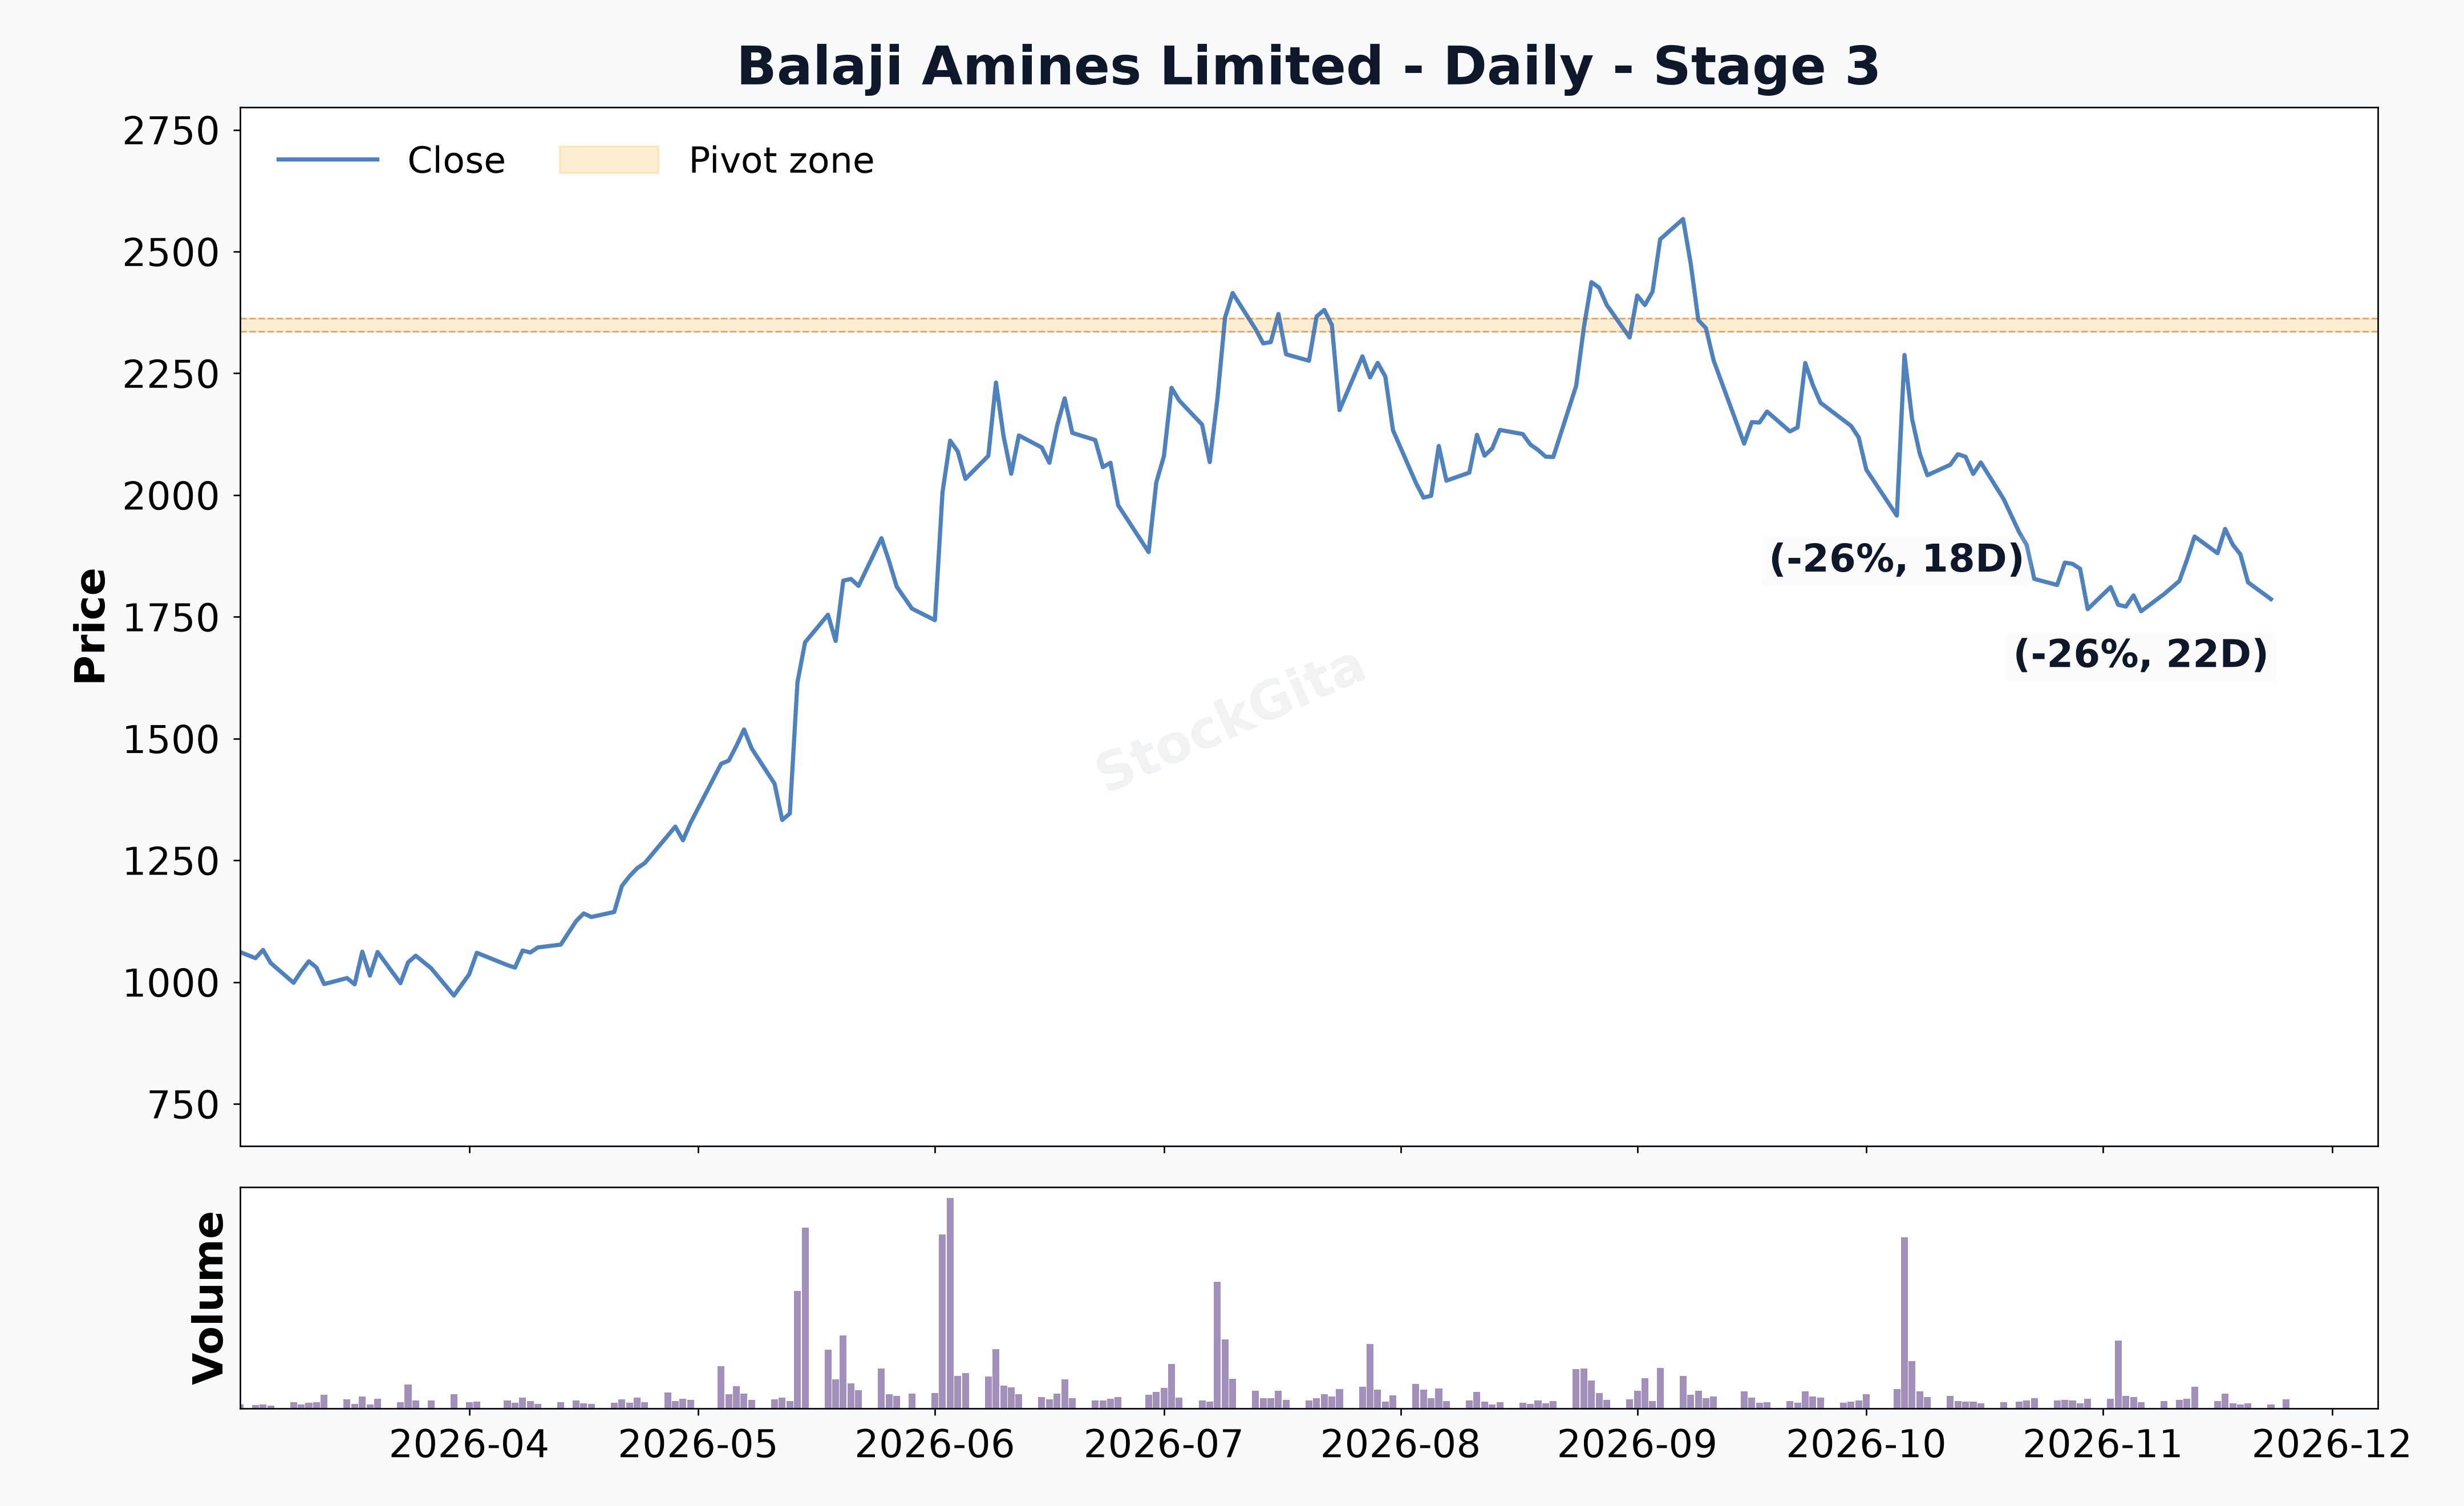 Balaji Amines Limited - Daily - Stage 3
Close
Pivot zone
Price
2750
2500
2250
2000
1750
1500
1250
1000
750
(-26%, 18D)
(-26%, 22D)
StockGita
Volume
2026-04
2026-05
2026-06
2026-07
2026-08
2026-09
2026-10
2026-11
2026-12